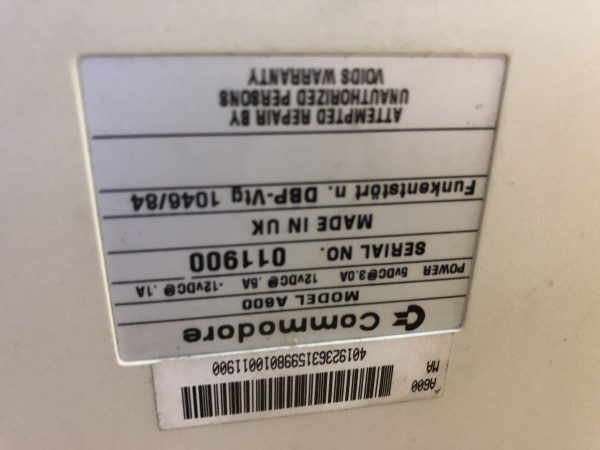 A600
MA
4019236315998010011900
Commodore
MODEL A600
POWER 5vDC@3.0A 12vDC@ .5A -12vDC@ .1A
SERIAL NO. 011900
MADE IN UK
Funkentstört n. DBP-Vfg 1046/84
ATTEMPTED REPAIR BY
UNAUTHORIZED PERSONS
VOIDS WARRANTY